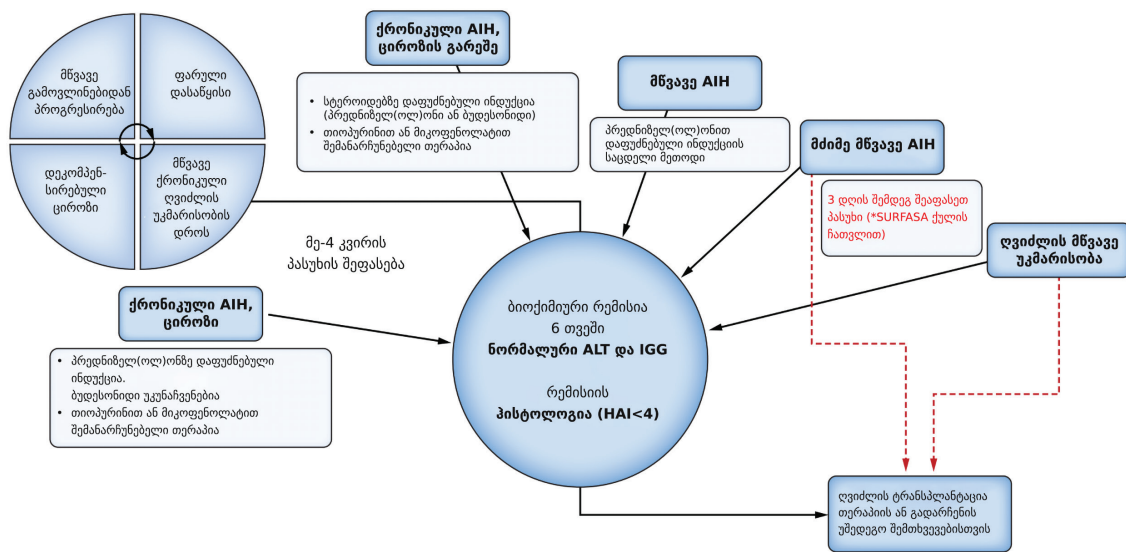 მწვავე
გამოვლინებიდან
პროგრესირება
ფარული
დასაწყისი
დეკომპენ-
სირებული
ციროზი
მწვავე
ქრონიკული
ღვიძლის
უკმარისობის
დროს
ქრონიკული AIH,
ციროზის გარეშე
• სტეროიდებზე დაფუძნებული ინდუქცია
(პრედნიზელ(ოლ)ონი ან ბუდესონიდი)
• თიოპურინით ან მიკოფენოლატით
შემანარჩუნებელი თერაპია
მწვავე AIH
პრედნიზელ(ოლ)ონით
დაფუძნებული ინდუქციის
საცდელი მეთოდი
მძიმე მწვავე AIH
3 დღის შემდეგ შეაფასეთ
პასუხი (*SURFASA ქულის
ჩათვლით)
ღვიძლის მწვავე
უკმარისობა
მე-4 კვირის
პასუხის შეფასება
ქრონიკული AIH,
ციროზი
• პრედნიზელ(ოლ)ონზე დაფუძნებული
ინდუქცია.
ბუდესონიდი უკუნაჩვენებია
• თიოპურინით ან მიკოფენოლატით
შემანარჩუნებელი თერაპია
ბიოქიმიური რემისია
6 თვეში
ნორმალური ALT და IGG
რემისიის
ჰისტოლოგია (HAI<4)
ღვიძლის ტრანსპლანტაცია
თერაპიის ან გადარჩენის
უშედეგო შემთხვევებისთვის